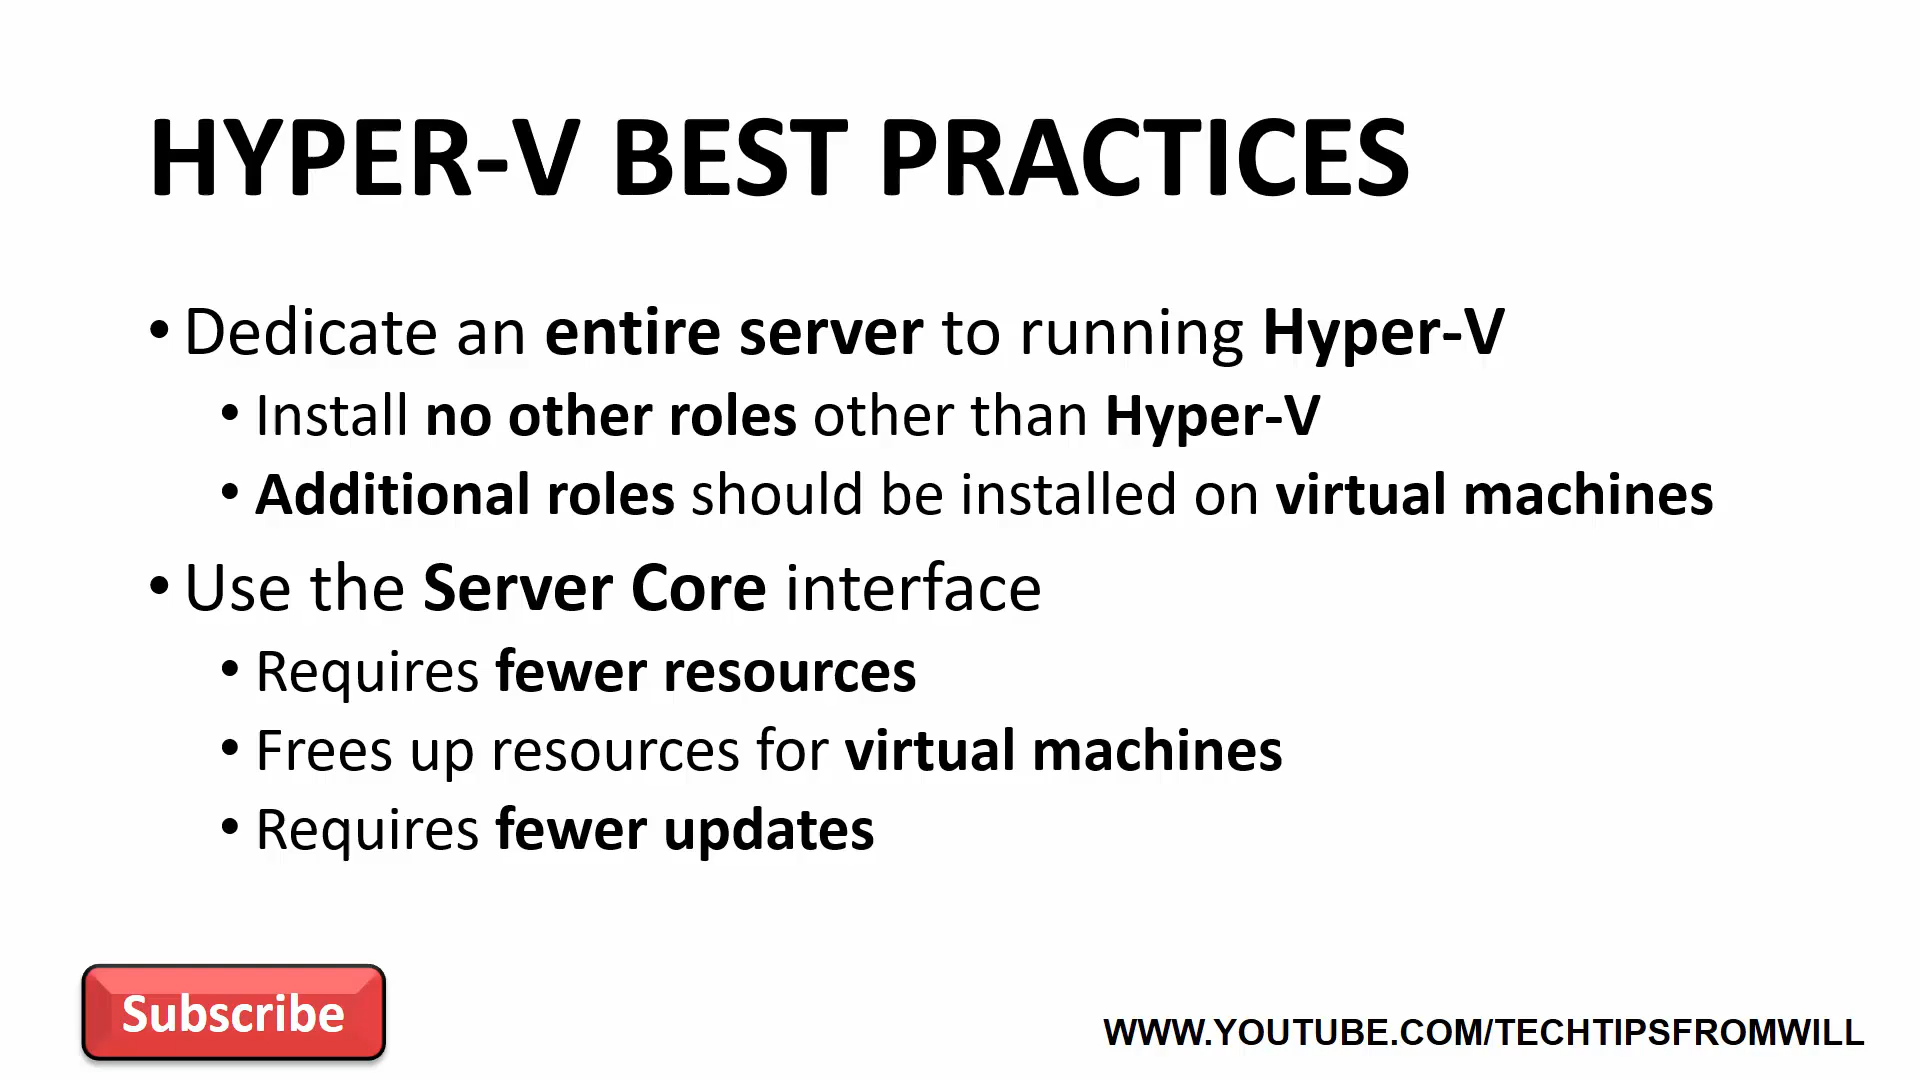 HYPER-V BEST PRACTICES
• Dedicate an entire server to running Hyper-V
• Install no other roles other than Hyper-V
• Additional roles should be installed on virtual machines
• Use the Server Core interface
• Requires fewer resources
• Frees up resources for virtual machines
• Requires fewer updates
Subscribe
WWW.YOUTUBE.COM/TECHTIPSFROMWILL